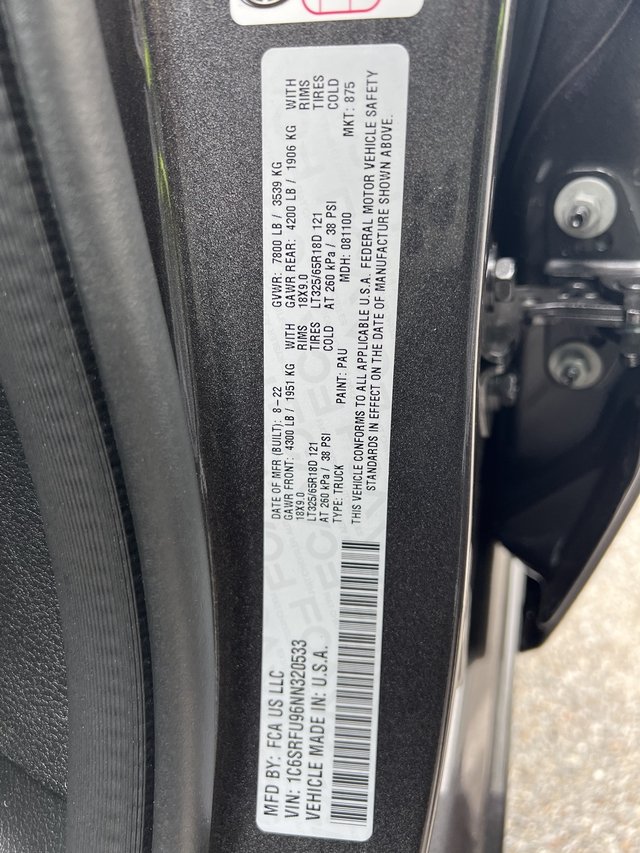 MFD BY: FCA US LLC
VIN: 1C6SRFU96NN320533
VEHICLE MADE IN: U.S.A.
DATE OF MFR (BUILT): 8-22 GVWR: 7800 LB / 3539 KG
GAWR FRONT: 4300 LB / 1951 KG WITH GAWR REAR: 4200 LB / 1906 KG WITH
18X9.0 RIMS 18X9.0 RIMS
LT325/65R18D 121 TIRES LT325/65R18D 121 TIRES
AT 260 kPa / 38 PSI COLD AT 260 kPa / 38 PSI COLD
TYPE: TRUCK PAINT: PAU MDH: 081100 MKT: 875
THIS VEHICLE CONFORMS TO ALL APPLICABLE U.S.A. FEDERAL MOTOR VEHICLE SAFETY
STANDARDS IN EFFECT ON THE DATE OF MANUFACTURE SHOWN ABOVE.